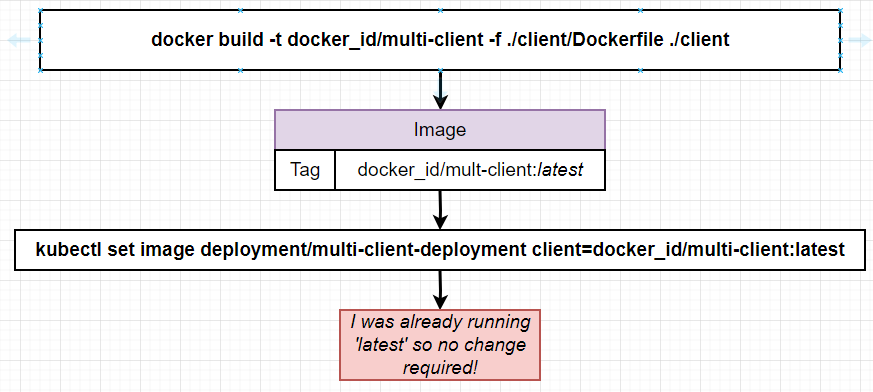 docker build -t docker_id/multi-client -f ./client/Dockerfile ./client
Image
Tag docker_id/mult-client:latest
kubectl set image deployment/multi-client-deployment client=docker_id/multi-client:latest
I was already running
'latest' so no change
required!